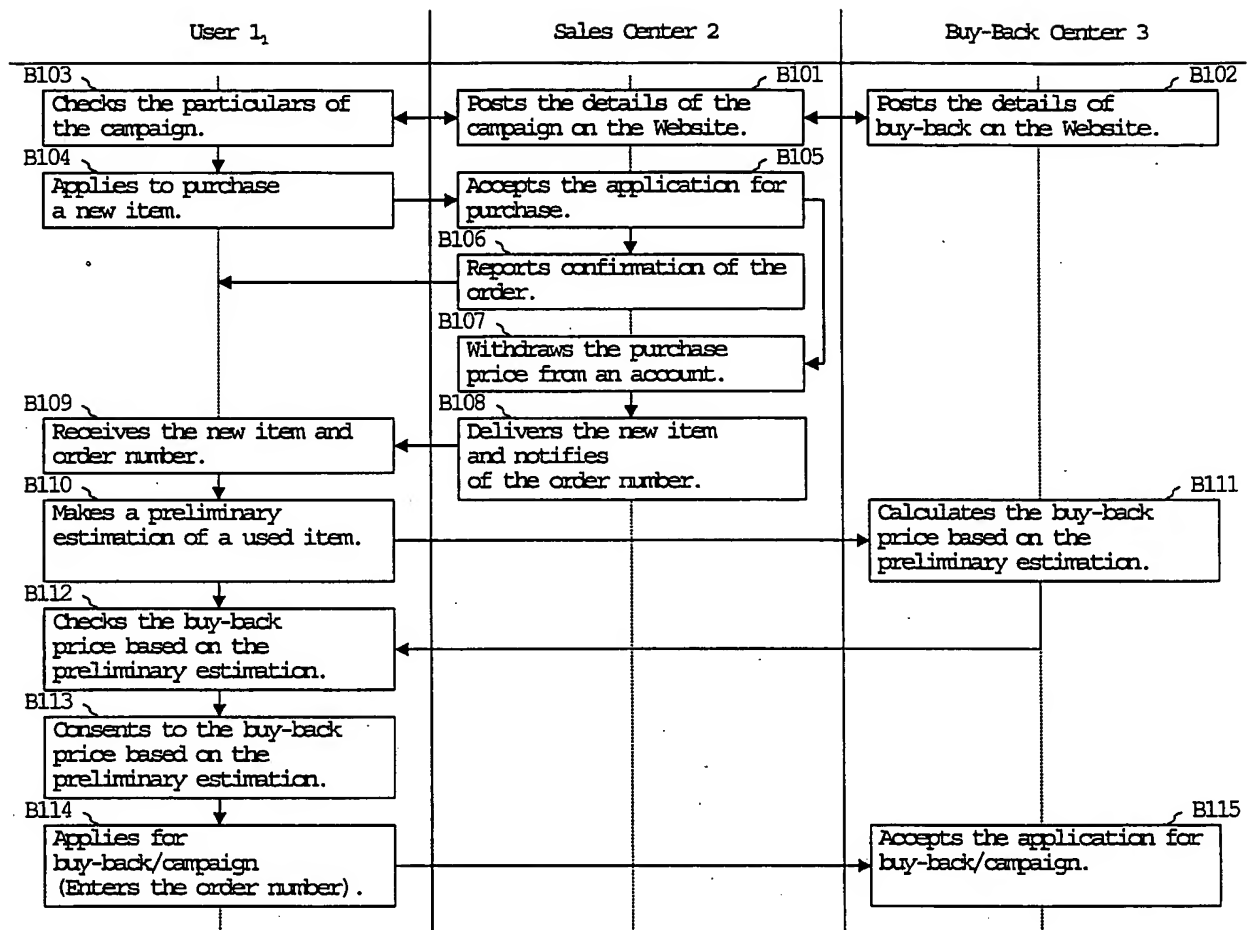 User 1₁
Sales Center 2
Buy-Back Center 3
B103
B101
B102
Checks the particulars of
the campaign.
Posts the details of the
campaign on the Website.
Posts the details of
buy-back on the Website.
B104
B105
Applies to purchase
a new item.
Accepts the application for
purchase.
B106
Reports confirmation of the
order.
B107
Withdraws the purchase
price from an account.
B109
B108
Receives the new item and
order number.
Delivers the new item
and notifies
of the order number.
B110
B111
Makes a preliminary
estimation of a used item.
Calculates the buy-back
price based on the
preliminary estimation.
B112
Checks the buy-back
price based on the
preliminary estimation.
B113
Consents to the buy-back
price based on the
preliminary estimation.
B114
B115
Applies for
buy-back/campaign
(Enters the order number).
Accepts the application for
buy-back/campaign.